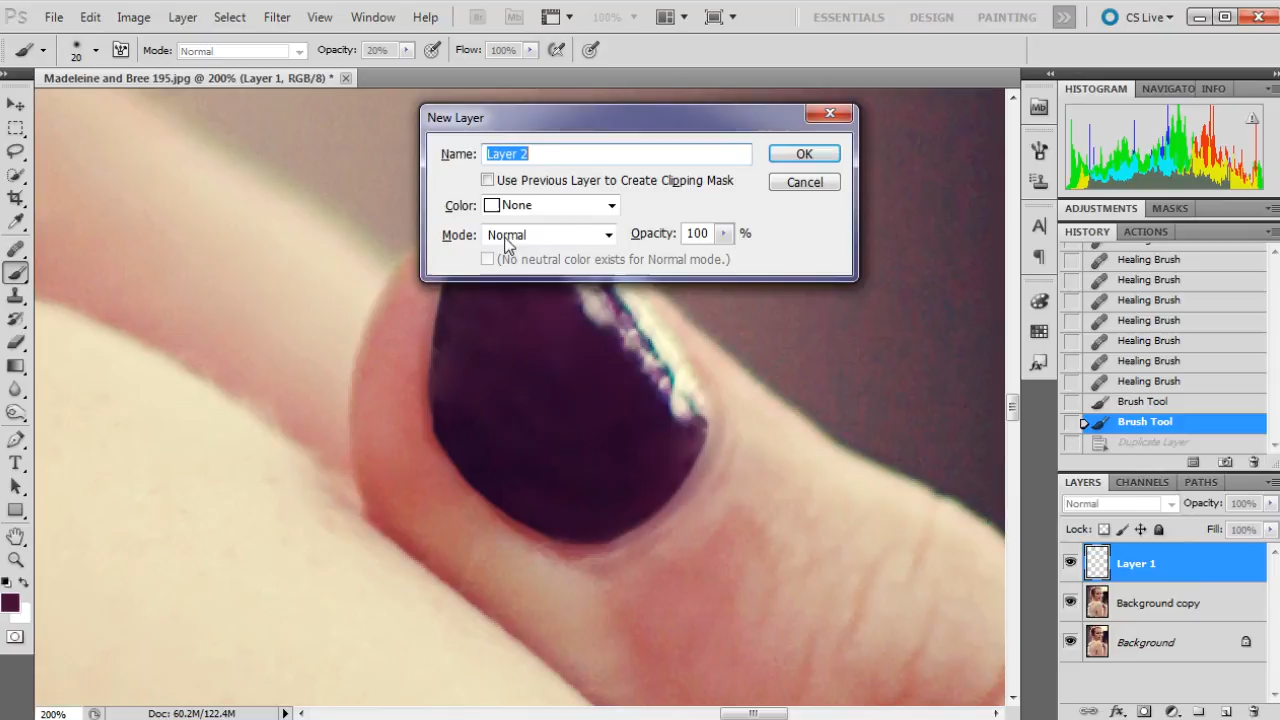 Ps File Edit Image Layer Select Filter View Window Help Br Mb 100% ESSENTIALS DESIGN PAINTING CS Live
20 Mode: Normal Opacity: 20% Flow: 100%
Madeleine and Bree 195.jpg @ 200% (Layer 1, RGB/8) *
New Layer
Name: Layer 2 OK
Use Previous Layer to Create Clipping Mask Cancel
Color: None
Mode: Normal Opacity: 100 %
(No neutral color exists for Normal mode.)
Mb
HISTOGRAM NAVIGATO INFO
ADJUSTMENTS MASKS
HISTORY ACTIONS
Healing Brush
Healing Brush
Healing Brush
Healing Brush
Healing Brush
Healing Brush
Healing Brush
Brush Tool
Brush Tool
Duplicate Layer
LAYERS CHANNELS PATHS
Normal Opacity: 100%
Lock: Fill: 100%
Layer 1
Background copy
Background
200% Doc: 60.2M/122.4M